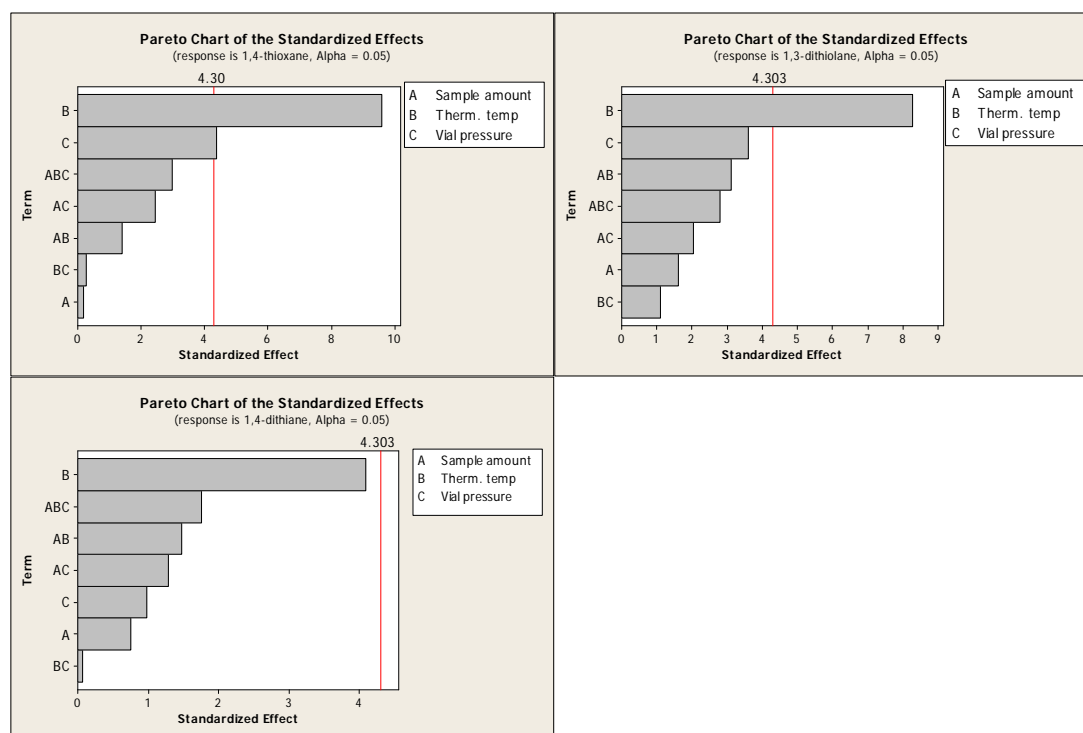 Pareto Chart of the Standardized Effects
(response is 1,4-thioxane, Alpha = 0.05)
4.30
A Sample amount
B Therm. temp
C Vial pressure
B
C
ABC
AC
AB
BC
A
Term
0 2 4 6 8 10
Standardized Effect
Pareto Chart of the Standardized Effects
(response is 1,3-dithiolane, Alpha = 0.05)
4.303
A Sample amount
B Therm. temp
C Vial pressure
B
C
AB
ABC
AC
A
BC
Term
0 1 2 3 4 5 6 7 8 9
Standardized Effect
Pareto Chart of the Standardized Effects
(response is 1,4-dithiane, Alpha = 0.05)
4.303
A Sample amount
B Therm. temp
C Vial pressure
B
ABC
AB
AC
C
A
BC
Term
0 1 2 3 4
Standardized Effect